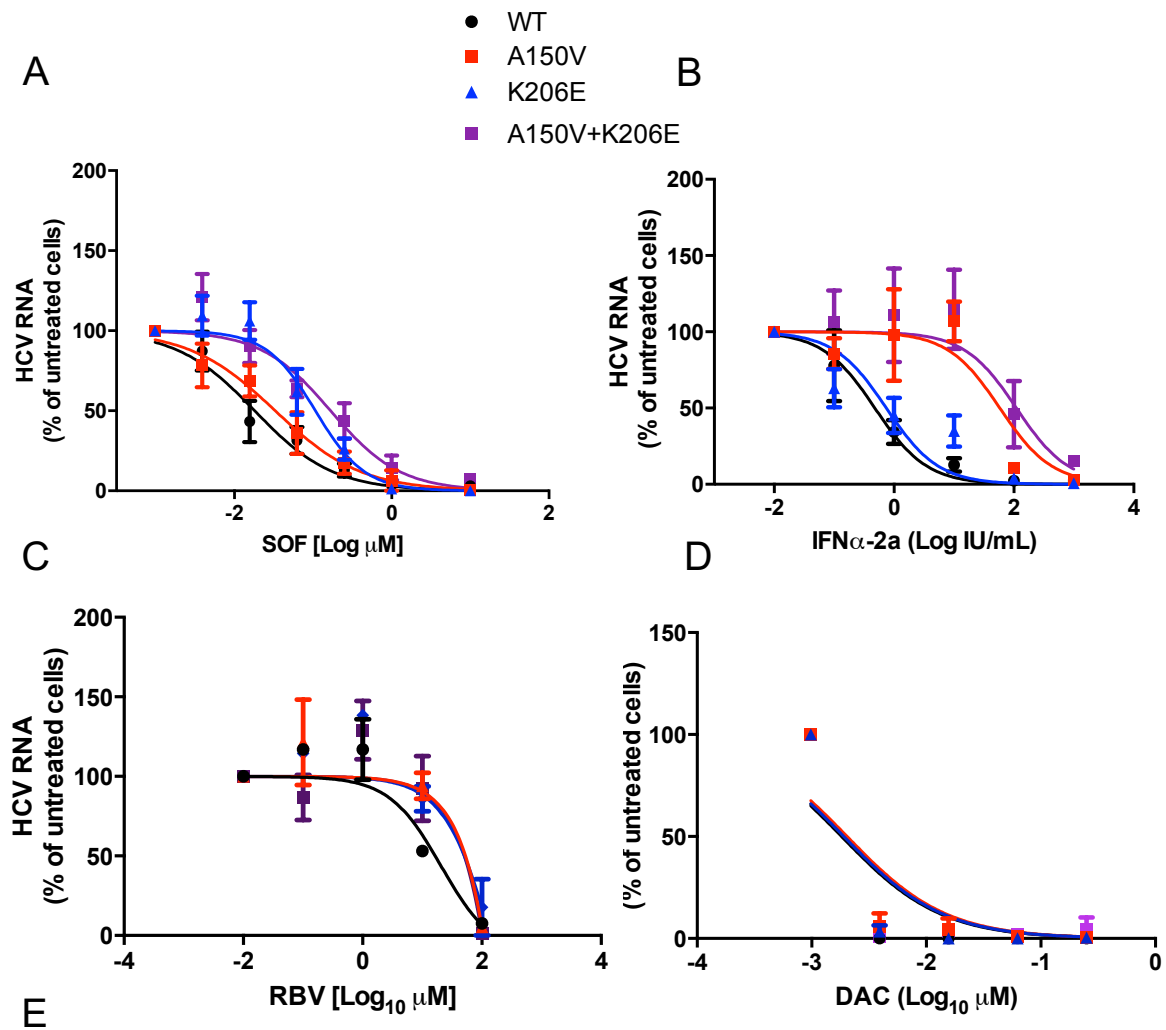 WT
A150V
K206E
A150V+K206E
A
B
HCV RNA
(% of untreated cells)
200
150
100
50
0
-2
0
2
SOF [Log μM]
HCV RNA
(% of untreated cells)
200
150
100
50
0
-2
0
2
4
IFNα-2a (Log IU/mL)
C
D
HCV RNA
(% of untreated cells)
200
150
100
50
0
-4
-2
0
2
4
RBV [Log10 μM]
(% of untreated cells)
150
100
50
0
-4
-3
-2
-1
0
DAC (Log10 μM)
E